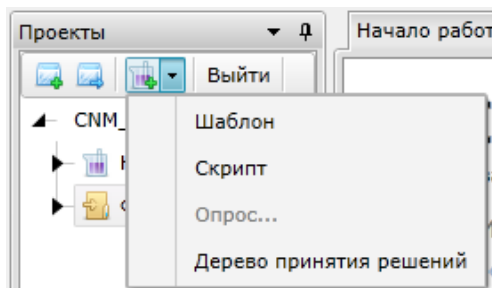 Проекты
Начало работ
Выйти
CNM_
Шаблон
Скрипт
Опрос...
Дерево принятия решений